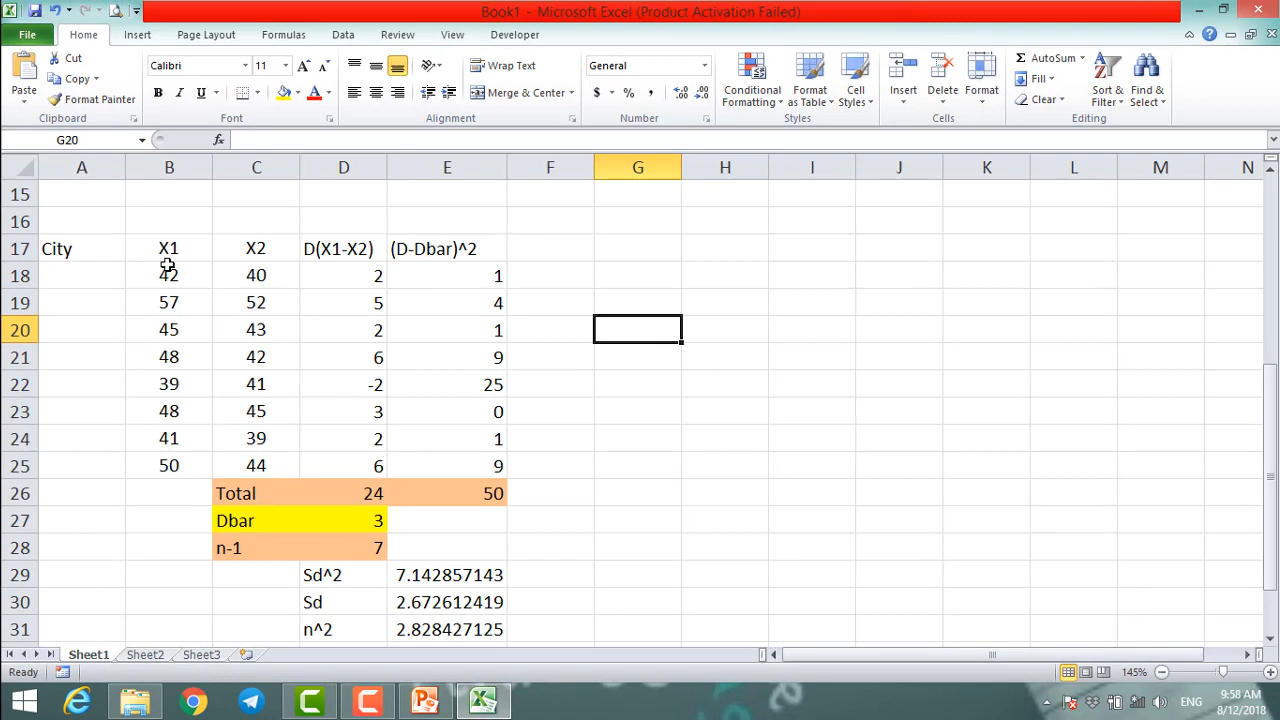 Book1 - Microsoft Excel (Product Activation Failed)
File Home Insert Page Layout Formulas Data Review View Developer
Paste
Cut
Copy
Format Painter
Clipboard
Calibri 11
B I U
Font
Wrap Text
Merge & Center
Alignment
General
$ % ,
Number
Conditional Formatting
Format as Table
Cell Styles
Styles
Insert Delete Format
Cells
AutoSum
Fill
Clear
Sort & Filter
Find & Select
Editing
G20 fx
A B C D E F G H I J K L M N
15
16
17 City X1 X2 D(X1-X2) (D-Dbar)^2
18 42 40 2 1
19 57 52 5 4
20 45 43 2 1
21 48 42 6 9
22 39 41 -2 25
23 48 45 3 0
24 41 39 2 1
25 50 44 6 9
26 Total 24 50
27 Dbar 3
28 n-1 7
29 Sd^2 7.142857143
30 Sd 2.672612419
31 n^2 2.828427125
Sheet1 Sheet2 Sheet3
Ready 145%
ENG
9:58 AM
8/12/2018